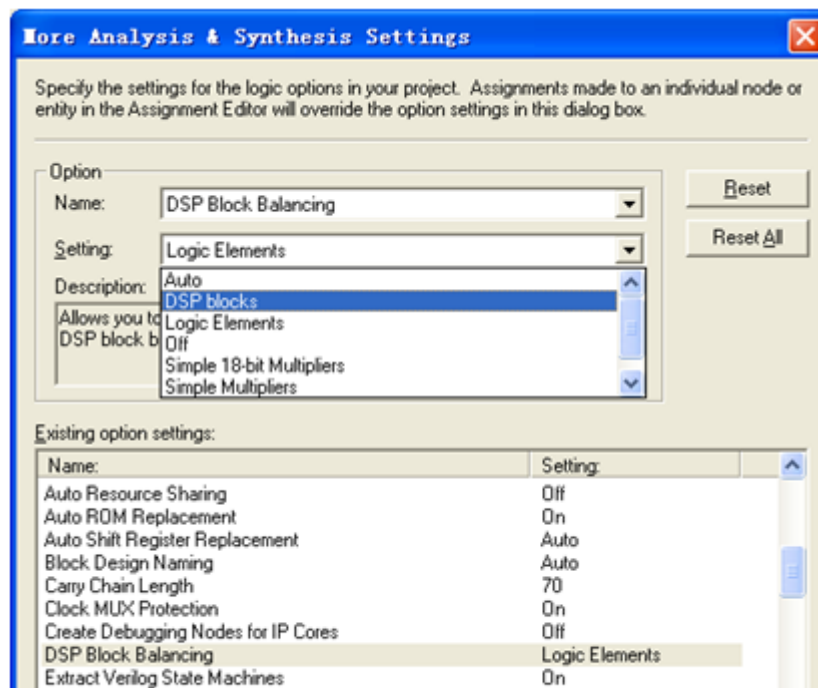 More Analysis & Synthesis Settings
Specify the settings for the logic options in your project. Assignments made to an individual node or
entity in the Assignment Editor will override the option settings in this dialog box.
Option
Name: DSP Block Balancing
Reset
Setting: Logic Elements
Reset All
Description:
Auto
DSP blocks
Allows you to
Logic Elements
DSP block b
Off
Simple 18-bit Multipliers
Simple Multipliers
Existing option settings:
Name: Setting:
Auto Resource Sharing Off
Auto ROM Replacement On
Auto Shift Register Replacement Auto
Block Design Naming Auto
Carry Chain Length 70
Clock MUX Protection On
Create Debugging Nodes for IP Cores Off
DSP Block Balancing Logic Elements
Extract Verilog State Machines On